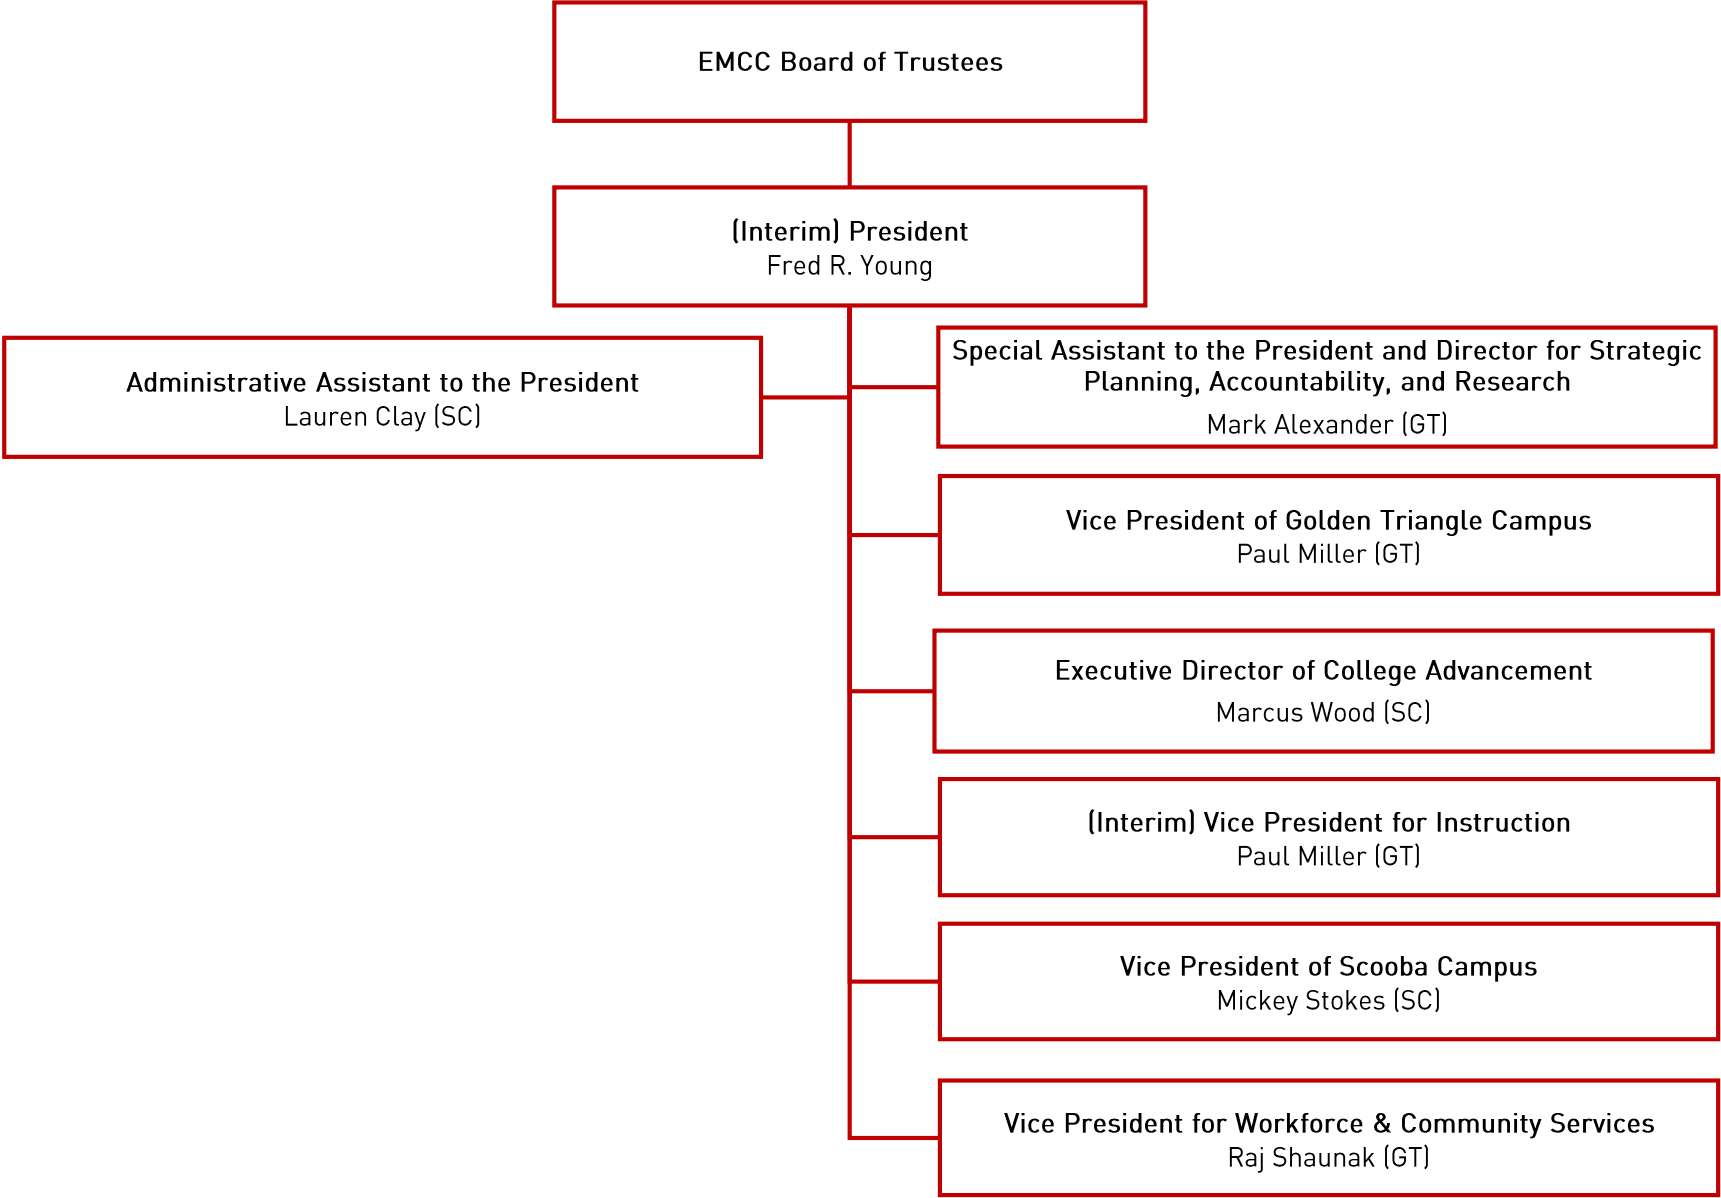 EMCC Board of Trustees
(Interim) President
Fred R. Young
Administrative Assistant to the President
Lauren Clay (SC)
Special Assistant to the President and Director for Strategic
Planning, Accountability, and Research
Mark Alexander (GT)
Vice President of Golden Triangle Campus
Paul Miller (GT)
Executive Director of College Advancement
Marcus Wood (SC)
(Interim) Vice President for Instruction
Paul Miller (GT)
Vice President of Scooba Campus
Mickey Stokes (SC)
Vice President for Workforce & Community Services
Raj Shaunak (GT)